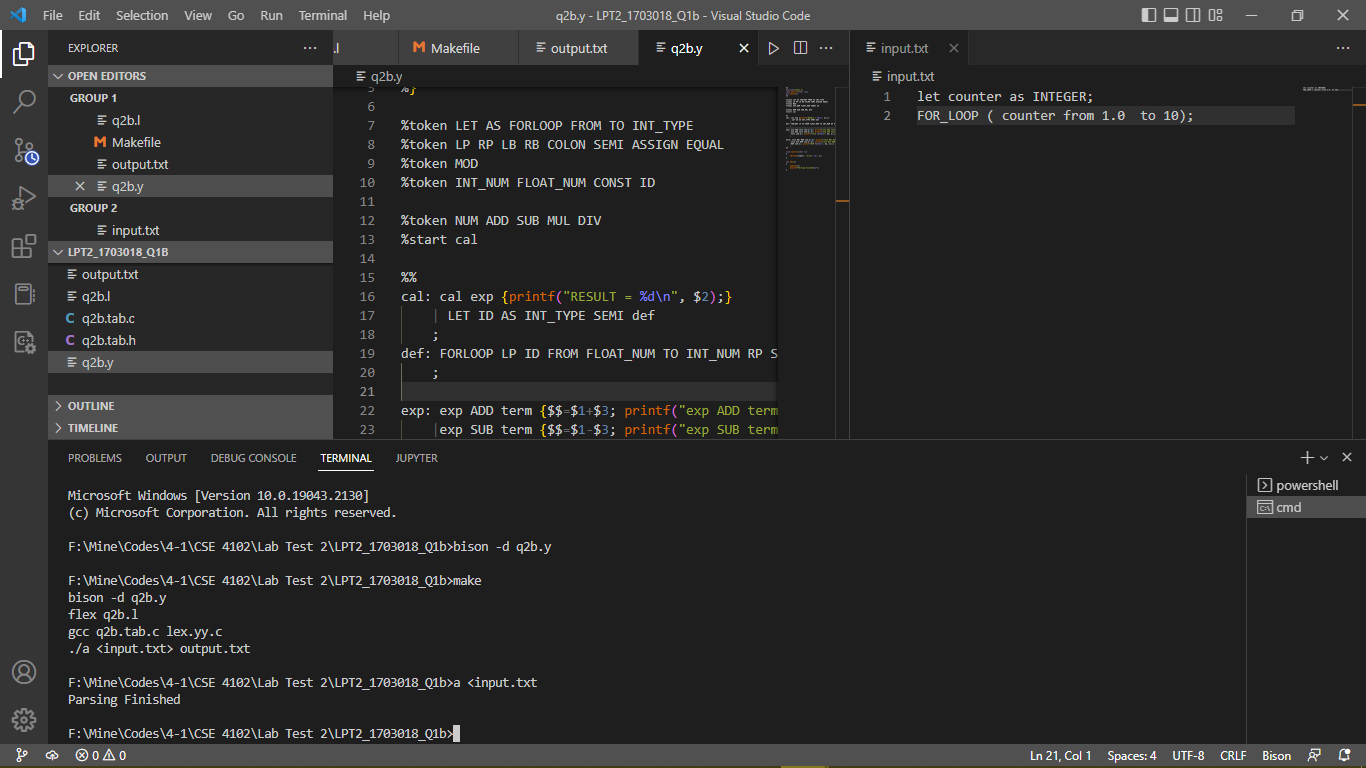 File Edit Selection View Go Run Terminal Help q2b.y - LPT2_1703018_Q1b - Visual Studio Code
EXPLORER
OPEN EDITORS
GROUP 1
q2b.l
Makefile
output.txt
q2b.y
GROUP 2
input.txt
LPT2_1703018_Q1B
output.txt
q2b.l
q2b.tab.c
q2b.tab.h
q2b.y
OUTLINE
TIMELINE
.l Makefile output.txt q2b.y
q2b.y
5 %}
6
7 %token LET AS FORLOOP FROM TO INT_TYPE
8 %token LP RP LB RB COLON SEMI ASSIGN EQUAL
9 %token MOD
10 %token INT_NUM FLOAT_NUM CONST ID
11
12 %token NUM ADD SUB MUL DIV
13 %start cal
14
15 %%
16 cal: cal exp {printf("RESULT = %d\n", $2);}
17 | LET ID AS INT_TYPE SEMI def
18 ;
19 def: FORLOOP LP ID FROM FLOAT_NUM TO INT_NUM RP S
20 ;
21
22 exp: exp ADD term {$$=$1+$3; printf("exp ADD term
23 |exp SUB term {$$=$1-$3; printf("exp SUB term
input.txt
input.txt
1 let counter as INTEGER;
2 FOR_LOOP ( counter from 1.0  to 10);
PROBLEMS OUTPUT DEBUG CONSOLE TERMINAL JUPYTER
Microsoft Windows [Version 10.0.19043.2130]
(c) Microsoft Corporation. All rights reserved.
F:\Mine\Codes\4-1\CSE 4102\Lab Test 2\LPT2_1703018_Q1b>bison -d q2b.y
F:\Mine\Codes\4-1\CSE 4102\Lab Test 2\LPT2_1703018_Q1b>make
bison -d q2b.y
flex q2b.l
gcc q2b.tab.c lex.yy.c
./a <input.txt> output.txt
F:\Mine\Codes\4-1\CSE 4102\Lab Test 2\LPT2_1703018_Q1b>a <input.txt
Parsing Finished
F:\Mine\Codes\4-1\CSE 4102\Lab Test 2\LPT2_1703018_Q1b>
powershell
cmd
0 0 Ln 21, Col 1 Spaces: 4 UTF-8 CRLF Bison